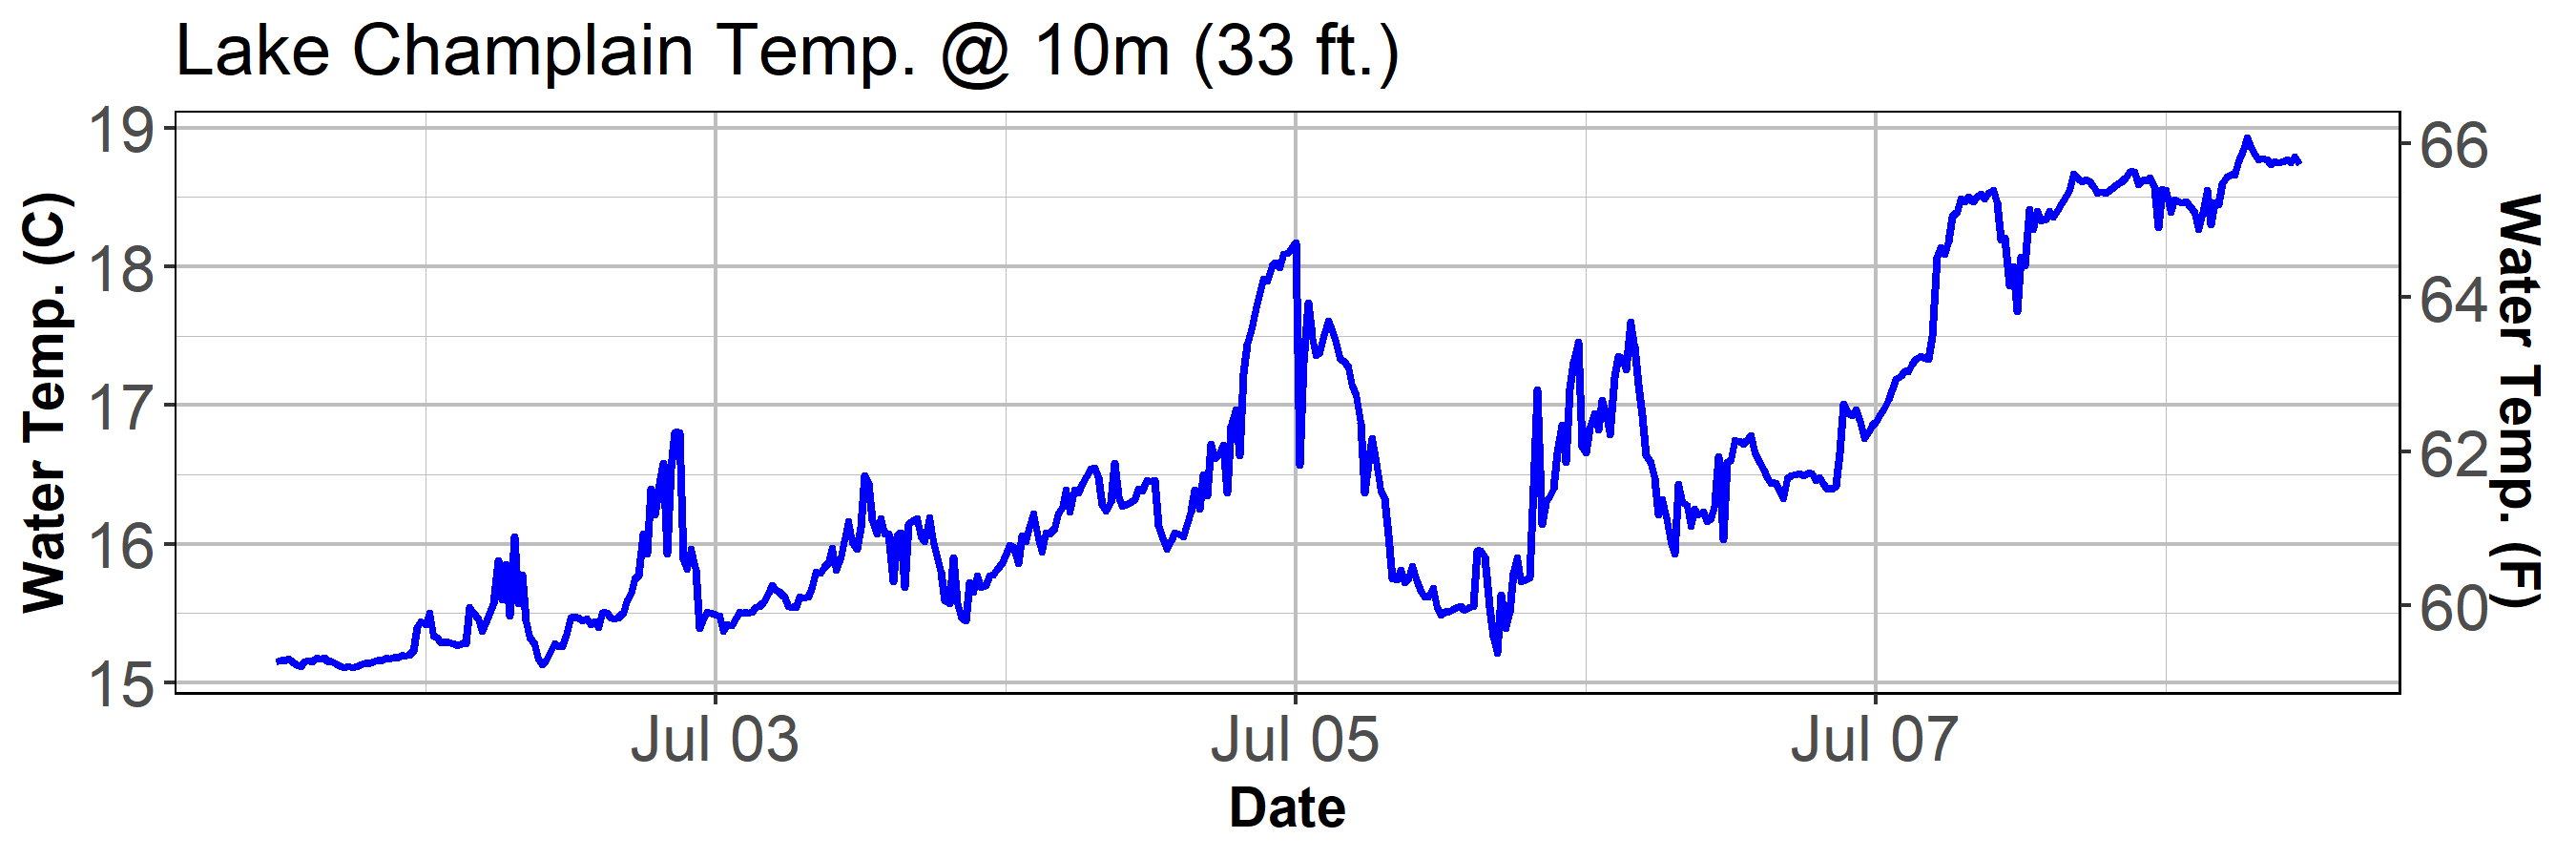 Lake Champlain Temp. @ 10m (33 ft.)
Water Temp. (C)
19
18
17
16
15
66
64
62
60
Water Temp. (F)
Jul 03
Jul 05
Jul 07
Date